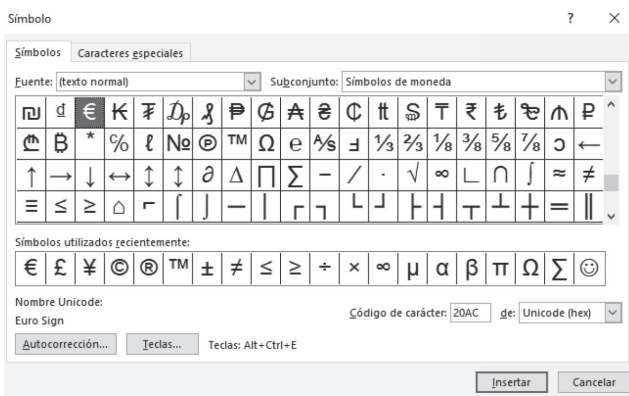 Símbolo ? ×
Símbolos Caracteres especiales
Fuente: (texto normal) Subconjunto: Símbolos de moneda
₪ ₫ € ₭ ₮ ₯ ₰ ₱ ₲ ₳ ₴ ₵ ₶ ₷ ₸ ₹ ₺ ₻ ₼ ₽
₾ ₿ * ℅ ℓ № ℗ ™ Ω ℮ ⅍ Ⅎ ⅓ ⅔ ⅛ ⅜ ⅝ ⅞ ↄ ←
↑ → ↓ ↔ ↕ ↨ ∂ ∆ ∏ ∑ − ∕ ∙ √ ∞ ∟ ∩ ∫ ≈ ≠
≡ ≤ ≥ ⌂ ⌐ ⌠ ⌡ ─ │ ┌ ┐ └ ┘ ├ ┤ ┬ ┴ ┼ ═ ║
Símbolos utilizados recientemente:
€ £ ¥ © ® ™ ± ≠ ≤ ≥ ÷ × ∞ µ α β π Ω ∑ ☺
Nombre Unicode:
Euro Sign
Código de carácter: 20AC de: Unicode (hex)
Autocorrección... Teclas... Teclas: Alt+Ctrl+E
Insertar Cancelar